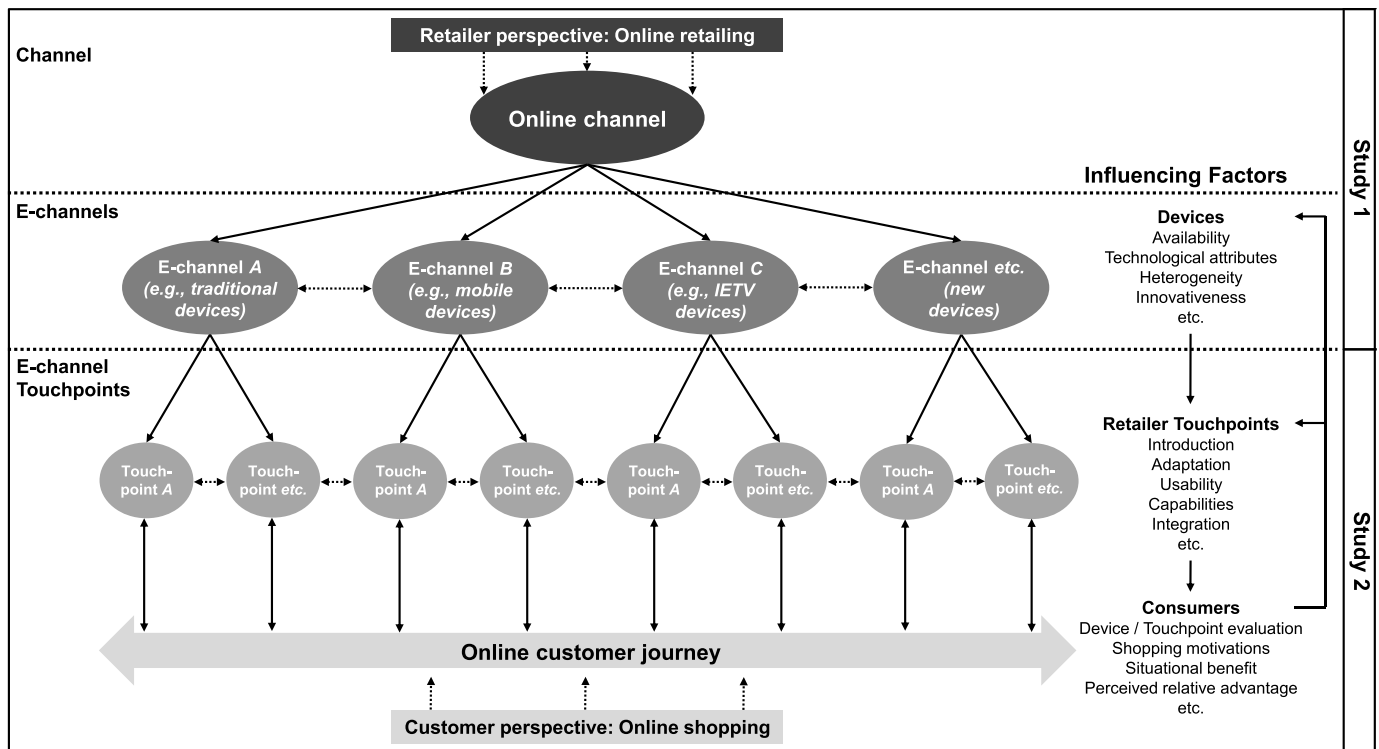 Retailer perspective: Online retailing
Channel
Online channel
Study 1
Influencing Factors
E-channels
E-channel A
(e.g., traditional
devices)
E-channel B
(e.g., mobile
devices)
E-channel C
(e.g., IETV
devices)
E-channel etc.
(new
devices)
Devices
Availability
Technological attributes
Heterogeneity
Innovativeness
etc.
E-channel
Touchpoints
Touch-
point A
Touch-
point etc.
Touch-
point A
Touch-
point etc.
Touch-
point A
Touch-
point etc.
Touch-
point A
Touch-
point etc.
Retailer Touchpoints
Introduction
Adaptation
Usability
Capabilities
Integration
etc.
Study 2
Consumers
Device / Touchpoint evaluation
Shopping motivations
Situational benefit
Perceived relative advantage
etc.
Online customer journey
Customer perspective: Online shopping